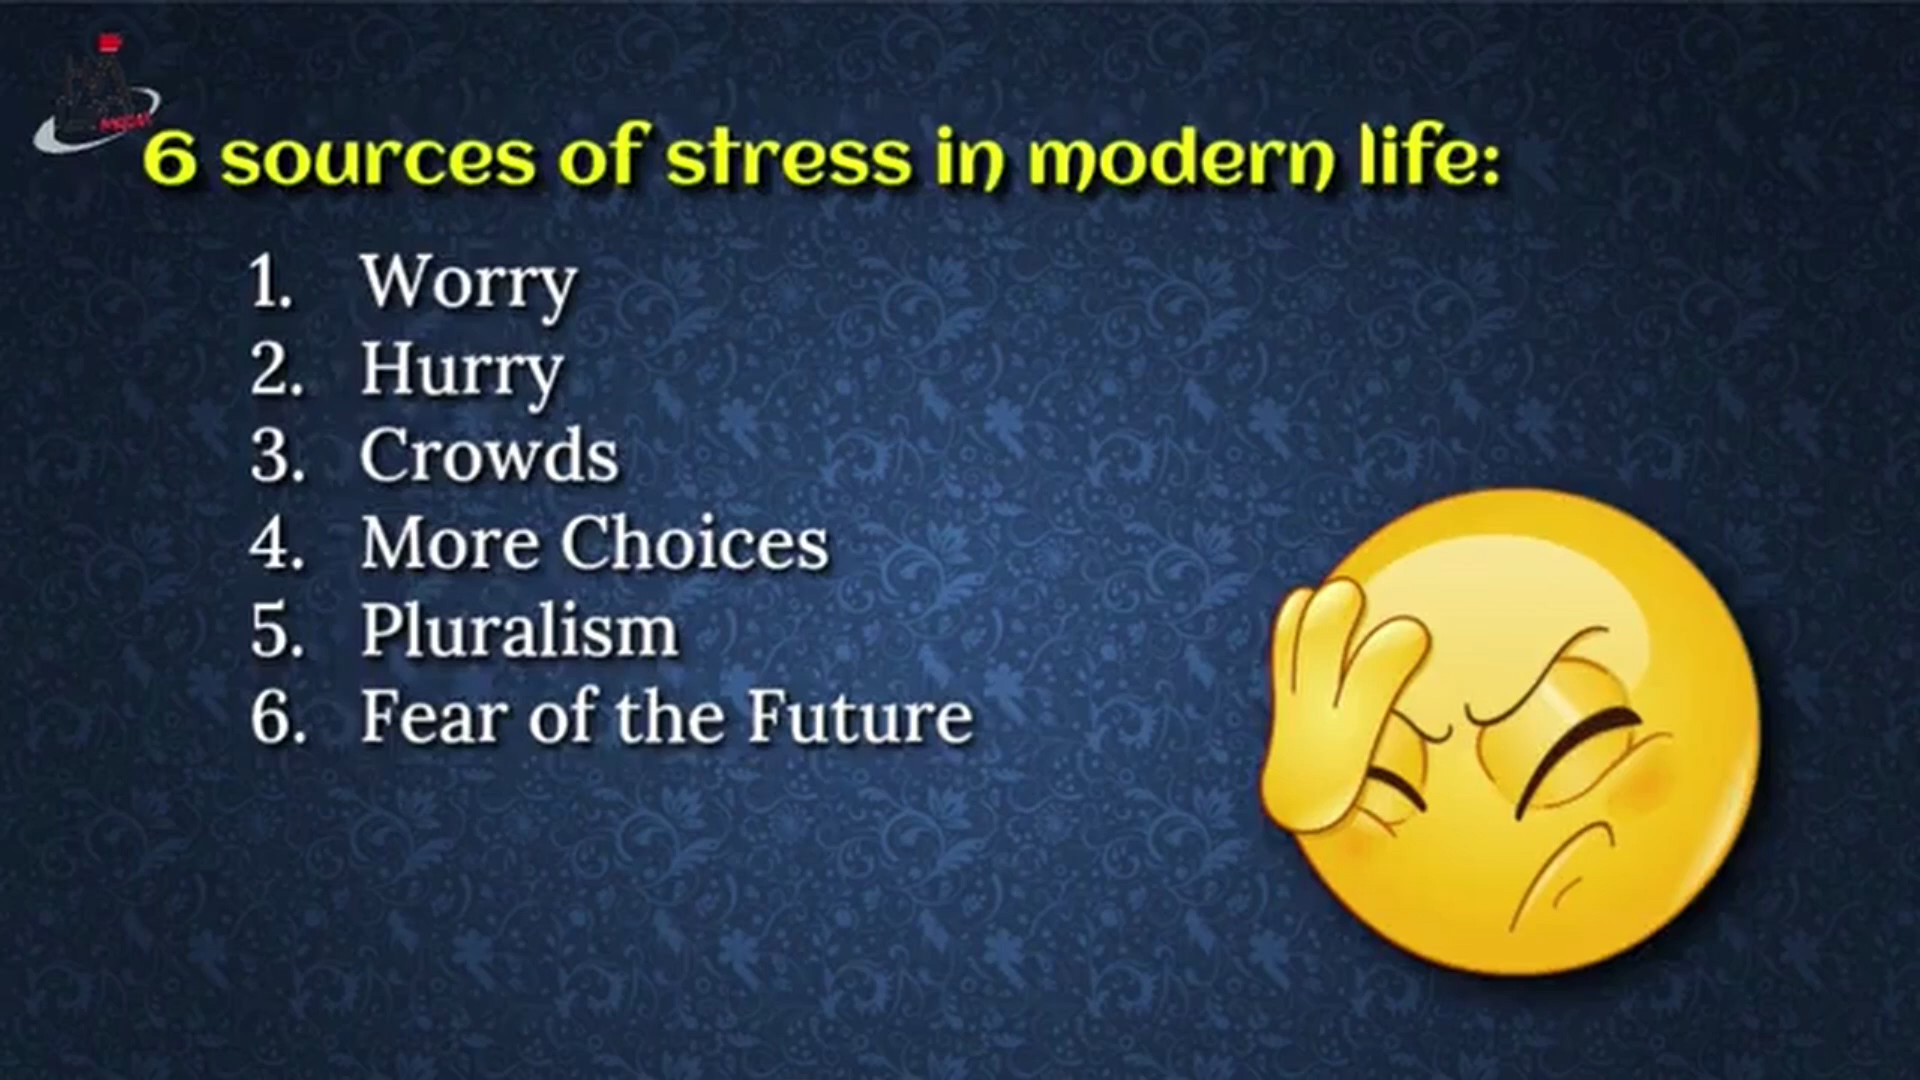 6 sources of stress in modern life:
1. Worry
2. Hurry
3. Crowds
4. More Choices
5. Pluralism
6. Fear of the Future